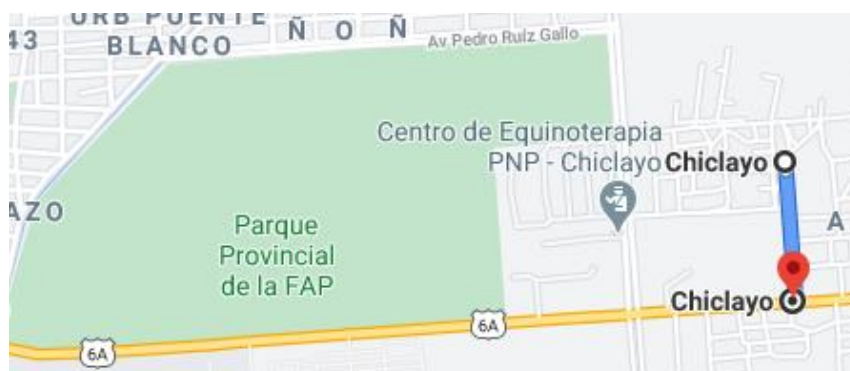 URB PUENTE
BLANCO
43
Ñ O Ñ
Av Pedro Ruiz Gallo
Centro de Equinoterapia
PNP - Chiclayo
Chiclayo
AZO
Parque
Provincial
de la FAP
A
Chiclayo
6A
6A